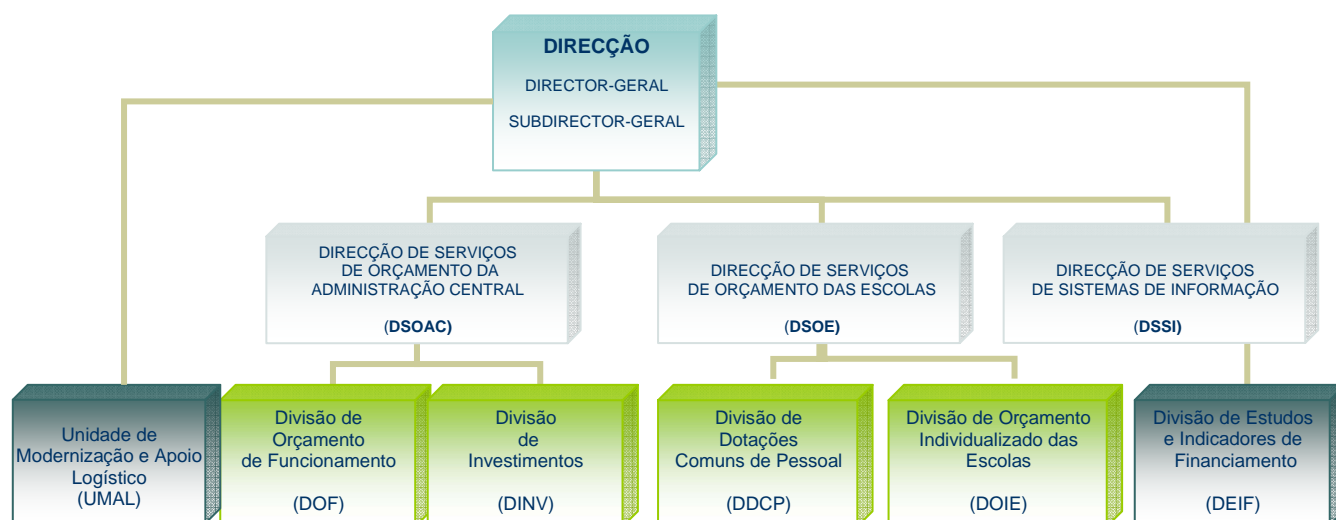 DIRECÇÃO
DIRECTOR-GERAL
SUBDIRECTOR-GERAL
DIRECÇÃO DE SERVIÇOS
DE ORÇAMENTO DA
ADMINISTRAÇÃO CENTRAL
(DSOAC)
DIRECÇÃO DE SERVIÇOS
DE ORÇAMENTO DAS ESCOLAS
(DSOE)
DIRECÇÃO DE SERVIÇOS
DE SISTEMAS DE INFORMAÇÃO
(DSSI)
Unidade de
Modernização e Apoio
Logístico
(UMAL)
Divisão de
Orçamento
de Funcionamento
(DOF)
Divisão
de
Investimentos
(DINV)
Divisão de
Dotações
Comuns de Pessoal
(DDCP)
Divisão de Orçamento
Individualizado das
Escolas
(DOIE)
Divisão de Estudos
e Indicadores de
Financiamento
(DEIF)